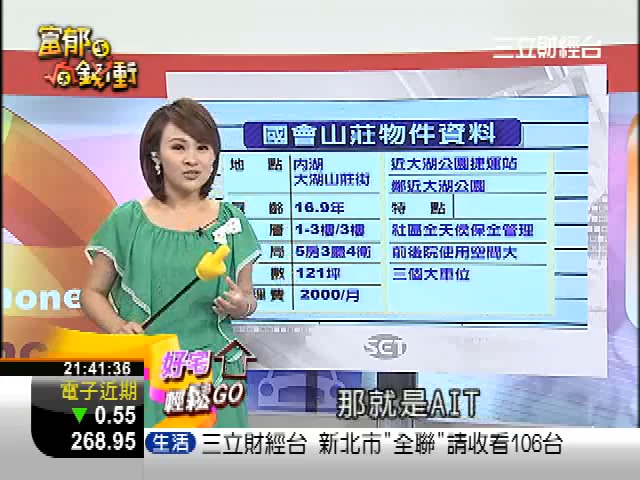 富郁
向錢衝
三立財經台
國會山莊物件資料
地 點
內湖
大湖山莊街
近大湖公園捷運站
鄰近大湖公園
齡
16.9年
特 點
層
1-3樓/3樓
社區全天候保全管理
局
5房3廳4衛
前後院使用空間大
數
121坪
三個大車位
理費
2000/月
SET
hone
21:41:36
電子近期
▼0.55
268.95
好宅
輕鬆GO
那就是AIT
生活
三立財經台 新北市"全聯"請收看106台